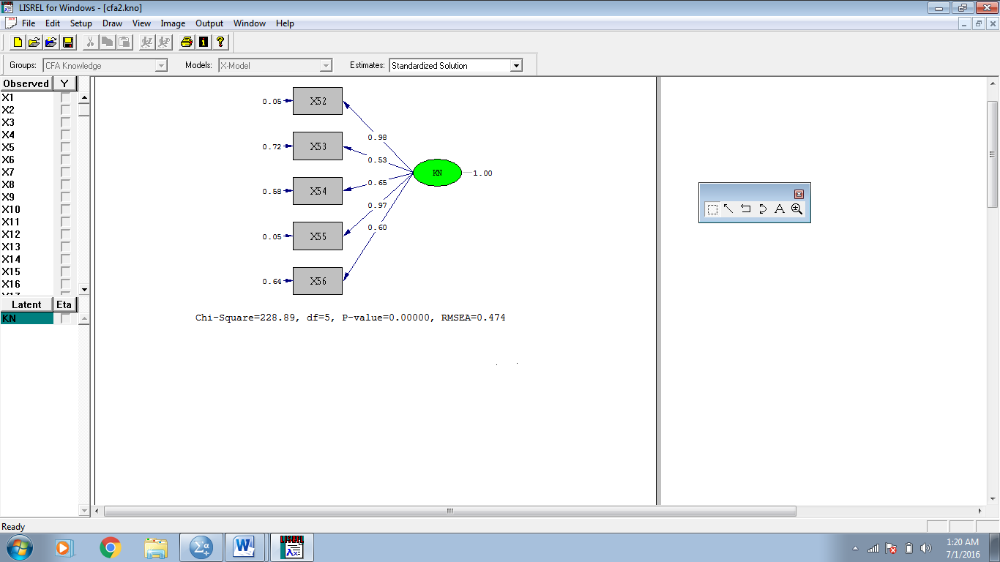 LISREL for Windows - [cfa2.kno]
File Edit Setup Draw View Image Output Window Help
Groups: CFA Knowledge Models: X-Model Estimates: Standardized Solution
Observed Y
X1
X2
X3
X4
X5
X6
X7
X8
X9
X10
X11
X12
X13
X14
X15
X16
Latent Eta
KN
0.05 X52
0.98
0.72 X53
0.53
KN 1.00
0.58 X54
0.65
0.97
0.05 X55
0.60
0.64 X56
Chi-Square=228.89, df=5, P-value=0.00000, RMSEA=0.474
A
Ready
LISREL
1:20 AM
7/1/2016